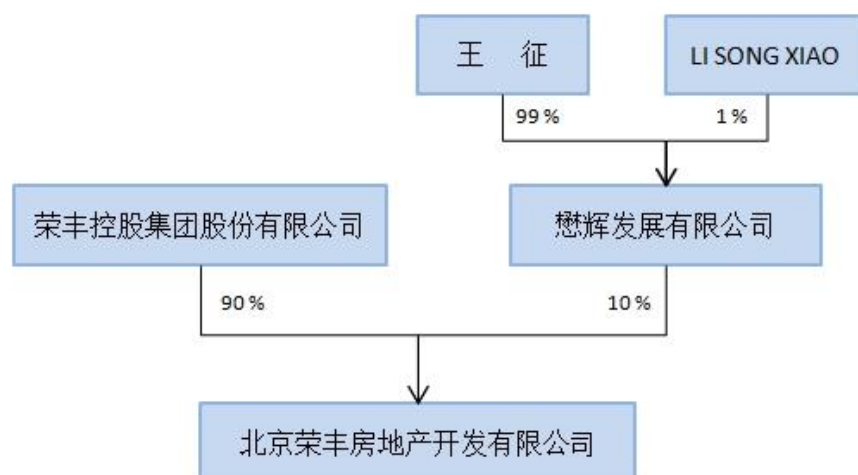 王 征
LI SONG XIAO
99%
1%
荣丰控股集团股份有限公司
懋辉发展有限公司
90%
10%
北京荣丰房地产开发有限公司